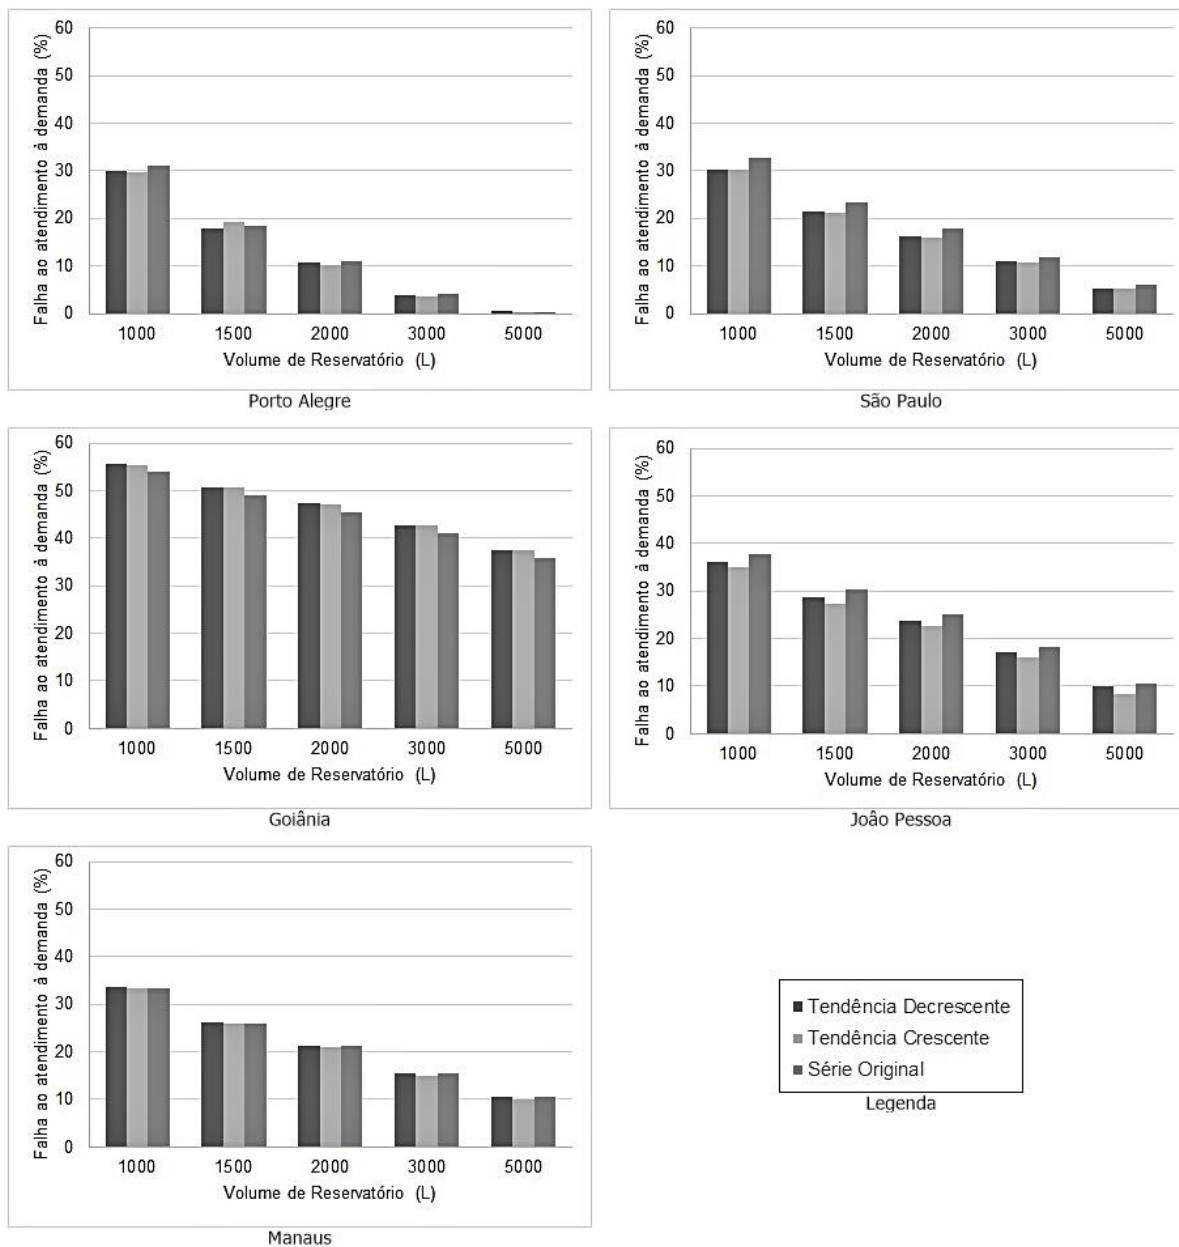 Falha ao atendimento à demanda (%)
60
50
40
30
20
10
0
1000 1500 2000 3000 5000
Volume de Reservatório (L)
Porto Alegre
Falha ao atendimento à demanda (%)
60
50
40
30
20
10
0
1000 1500 2000 3000 5000
Volume de Reservatório (L)
São Paulo
Falha ao atendimento à demanda (%)
60
50
40
30
20
10
0
1000 1500 2000 3000 5000
Volume de Reservatório (L)
Goiânia
Falha ao atendimento à demanda (%)
60
50
40
30
20
10
0
1000 1500 2000 3000 5000
Volume de Reservatório (L)
João Pessoa
Falha ao atendimento à demanda (%)
60
50
40
30
20
10
0
1000 1500 2000 3000 5000
Volume de Reservatório (L)
Manaus
Tendência Decrescente
Tendência Crescente
Série Original
Legenda